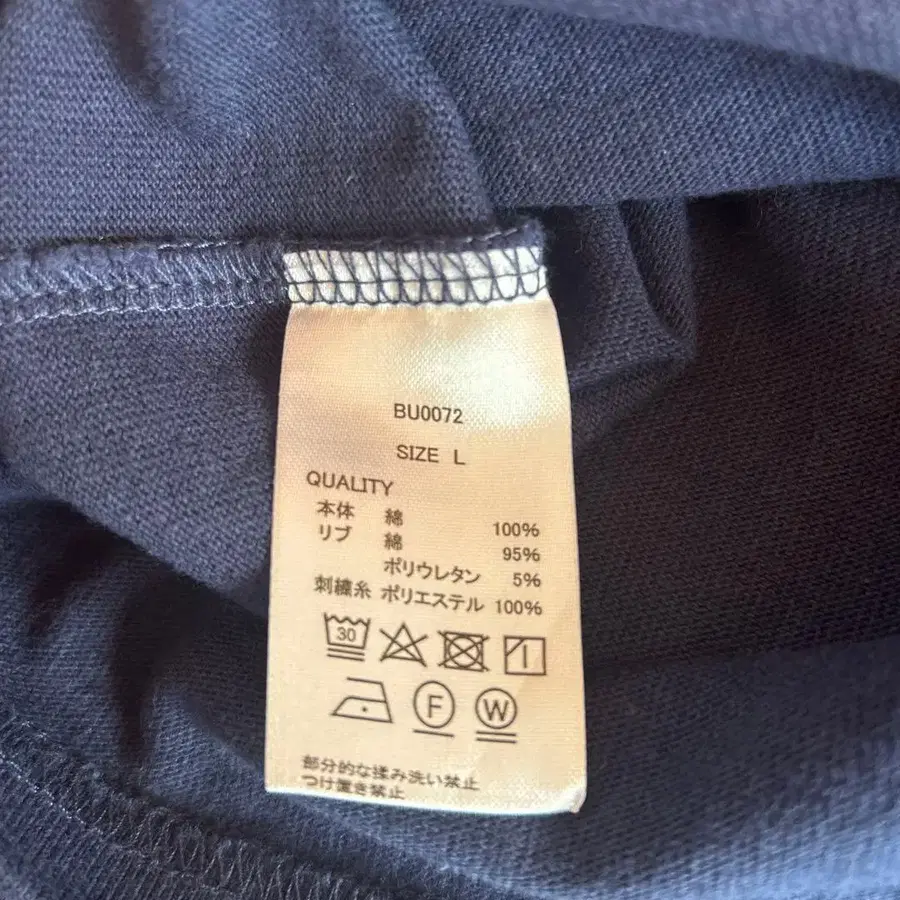 BU0072
SIZE L
QUALITY
本体 綿 100%
リブ 綿 95%
ポリウレタン 5%
刺繍糸 ポリエステル 100%
30
F W
部分的な揉み洗い禁止
つけ置き禁止